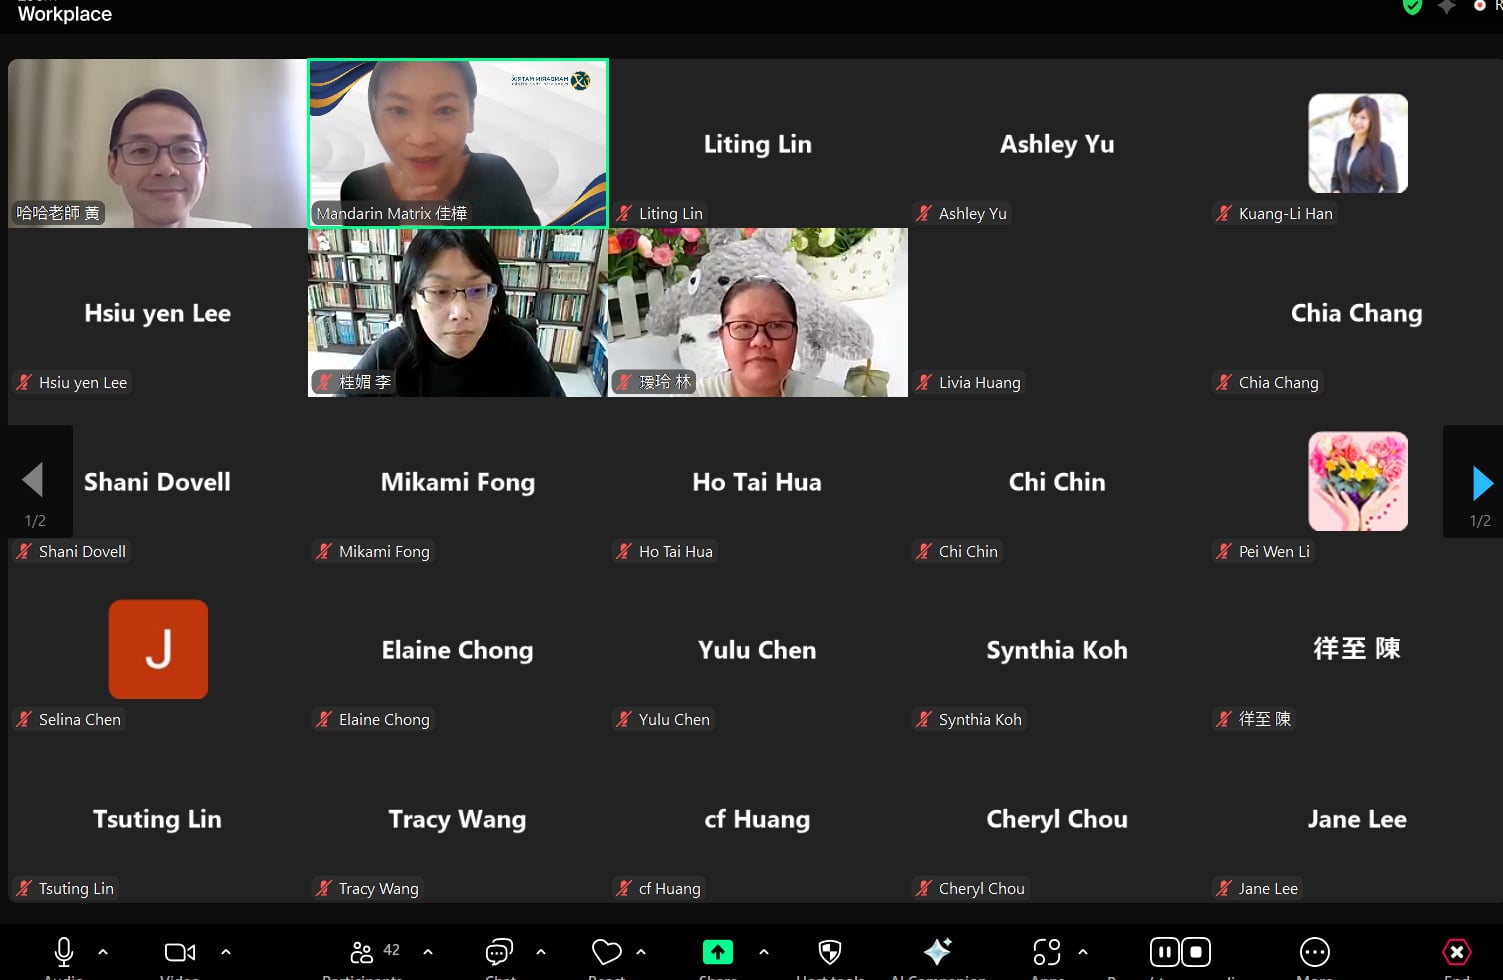 Workplace
R
哈哈老師 黃
MANDARIN MATRIX
Mandarin Matrix 佳樺
Liting Lin
Liting Lin
Ashley Yu
Ashley Yu
Kuang-Li Han
Hsiu yen Lee
Hsiu yen Lee
桂媚 李
瑷玲 林
Livia Huang
Chia Chang
Chia Chang
1/2
Shani Dovell
Shani Dovell
Mikami Fong
Mikami Fong
Ho Tai Hua
Ho Tai Hua
Chi Chin
Chi Chin
Pei Wen Li
1/2
J
Selina Chen
Elaine Chong
Elaine Chong
Yulu Chen
Yulu Chen
Synthia Koh
Synthia Koh
徉至 陳
徉至 陳
Tsuting Lin
Tsuting Lin
Tracy Wang
Tracy Wang
cf Huang
cf Huang
Cheryl Chou
Cheryl Chou
Jane Lee
Jane Lee
42